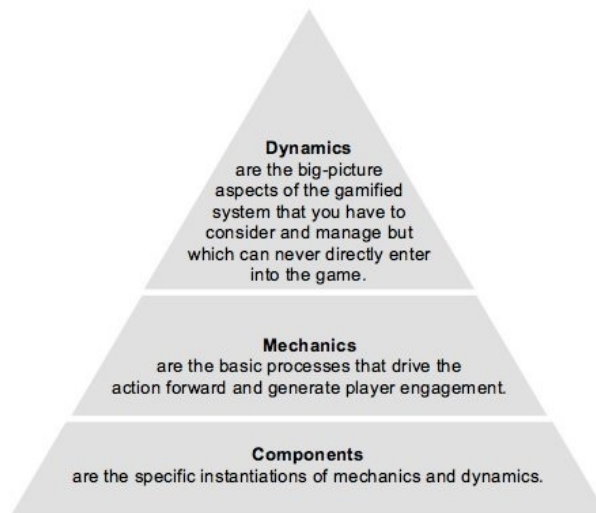 Dynamics
are the big-picture
aspects of the gamified
system that you have to
consider and manage but
which can never directly enter
into the game.
Mechanics
are the basic processes that drive the
action forward and generate player engagement.
Components
are the specific instantiations of mechanics and dynamics.